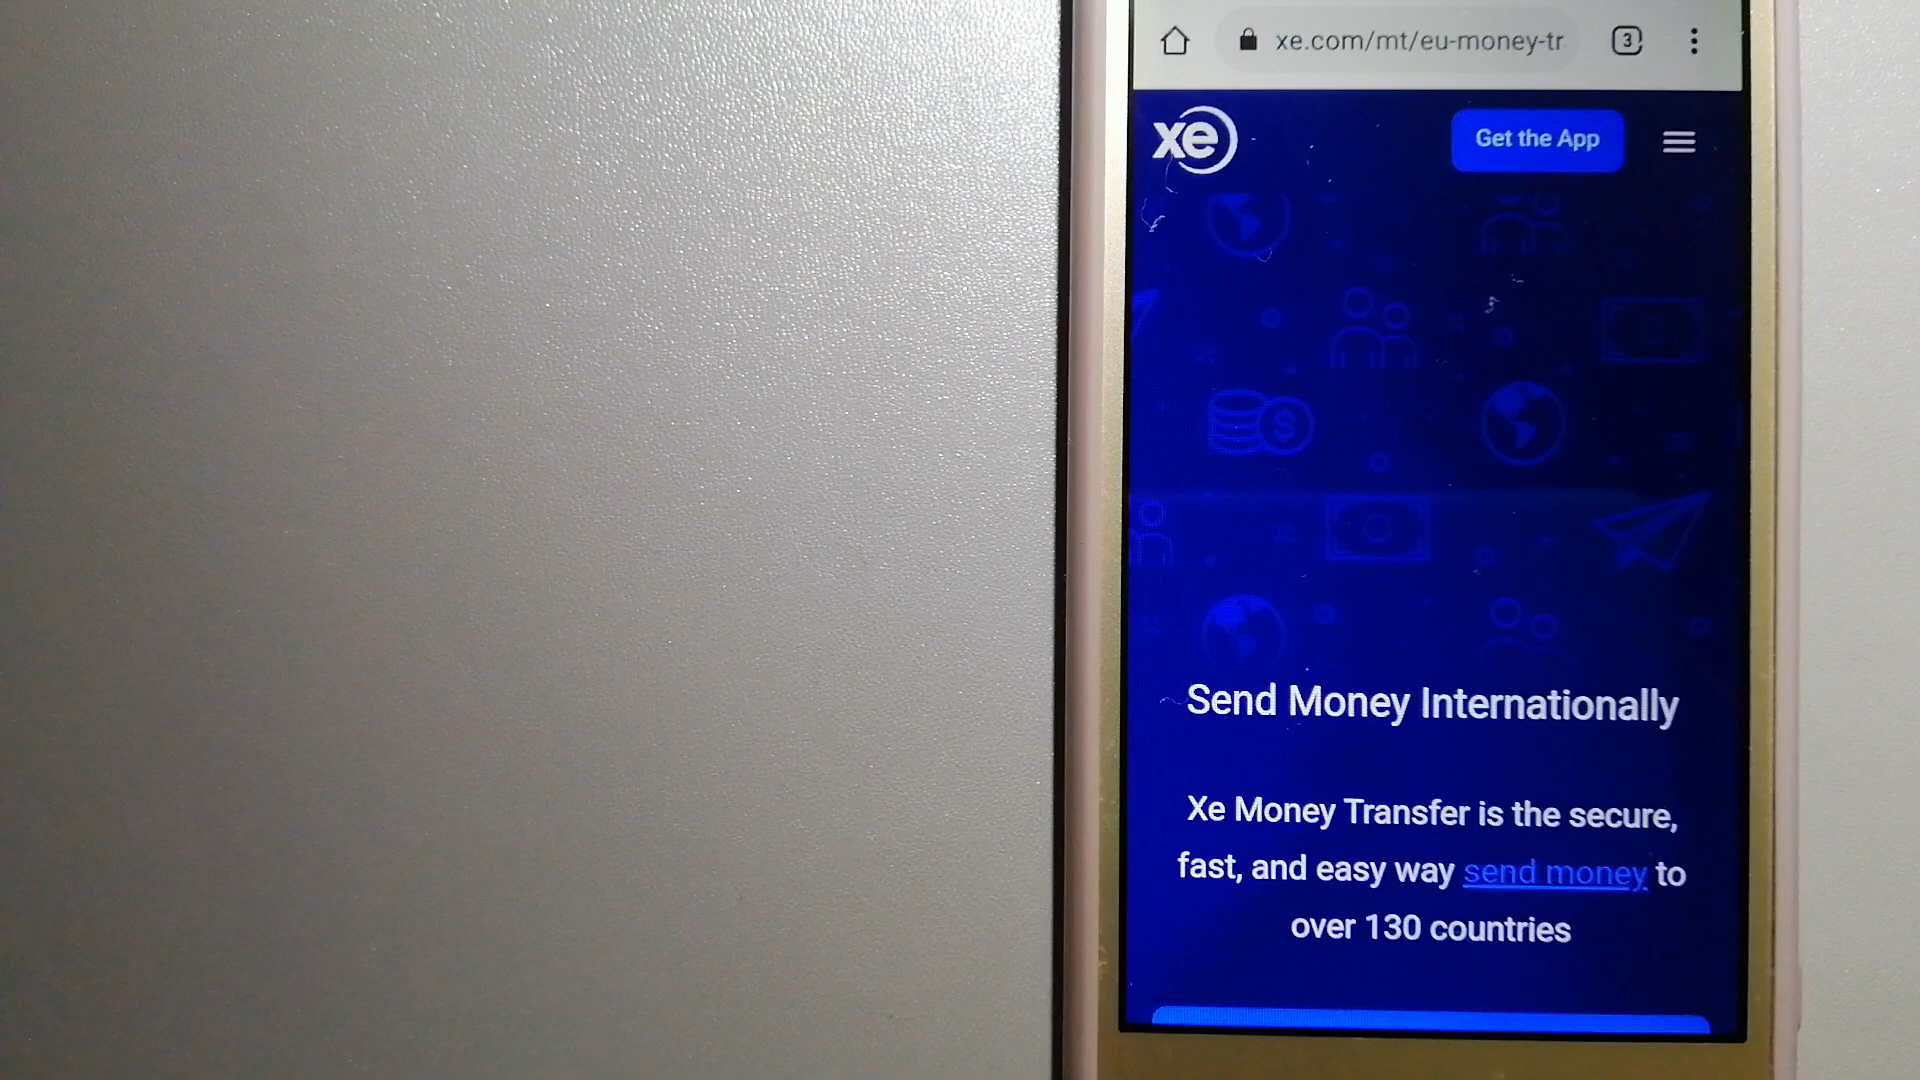 xe.com/mt/eu-money-tr
3
xe
Get the App
$
Send Money Internationally
Xe Money Transfer is the secure,
fast, and easy way send money to
over 130 countries